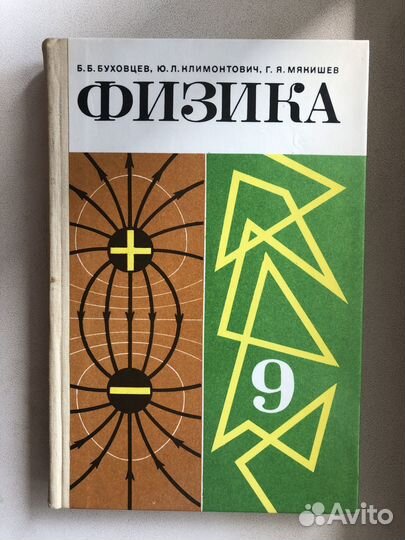 Б. Б. БУХОВЦЕВ, Ю. Л. КЛИМОНТОВИЧ, Г. Я. МЯКИШЕВ
ФИЗИКА
+
−
9
Avito